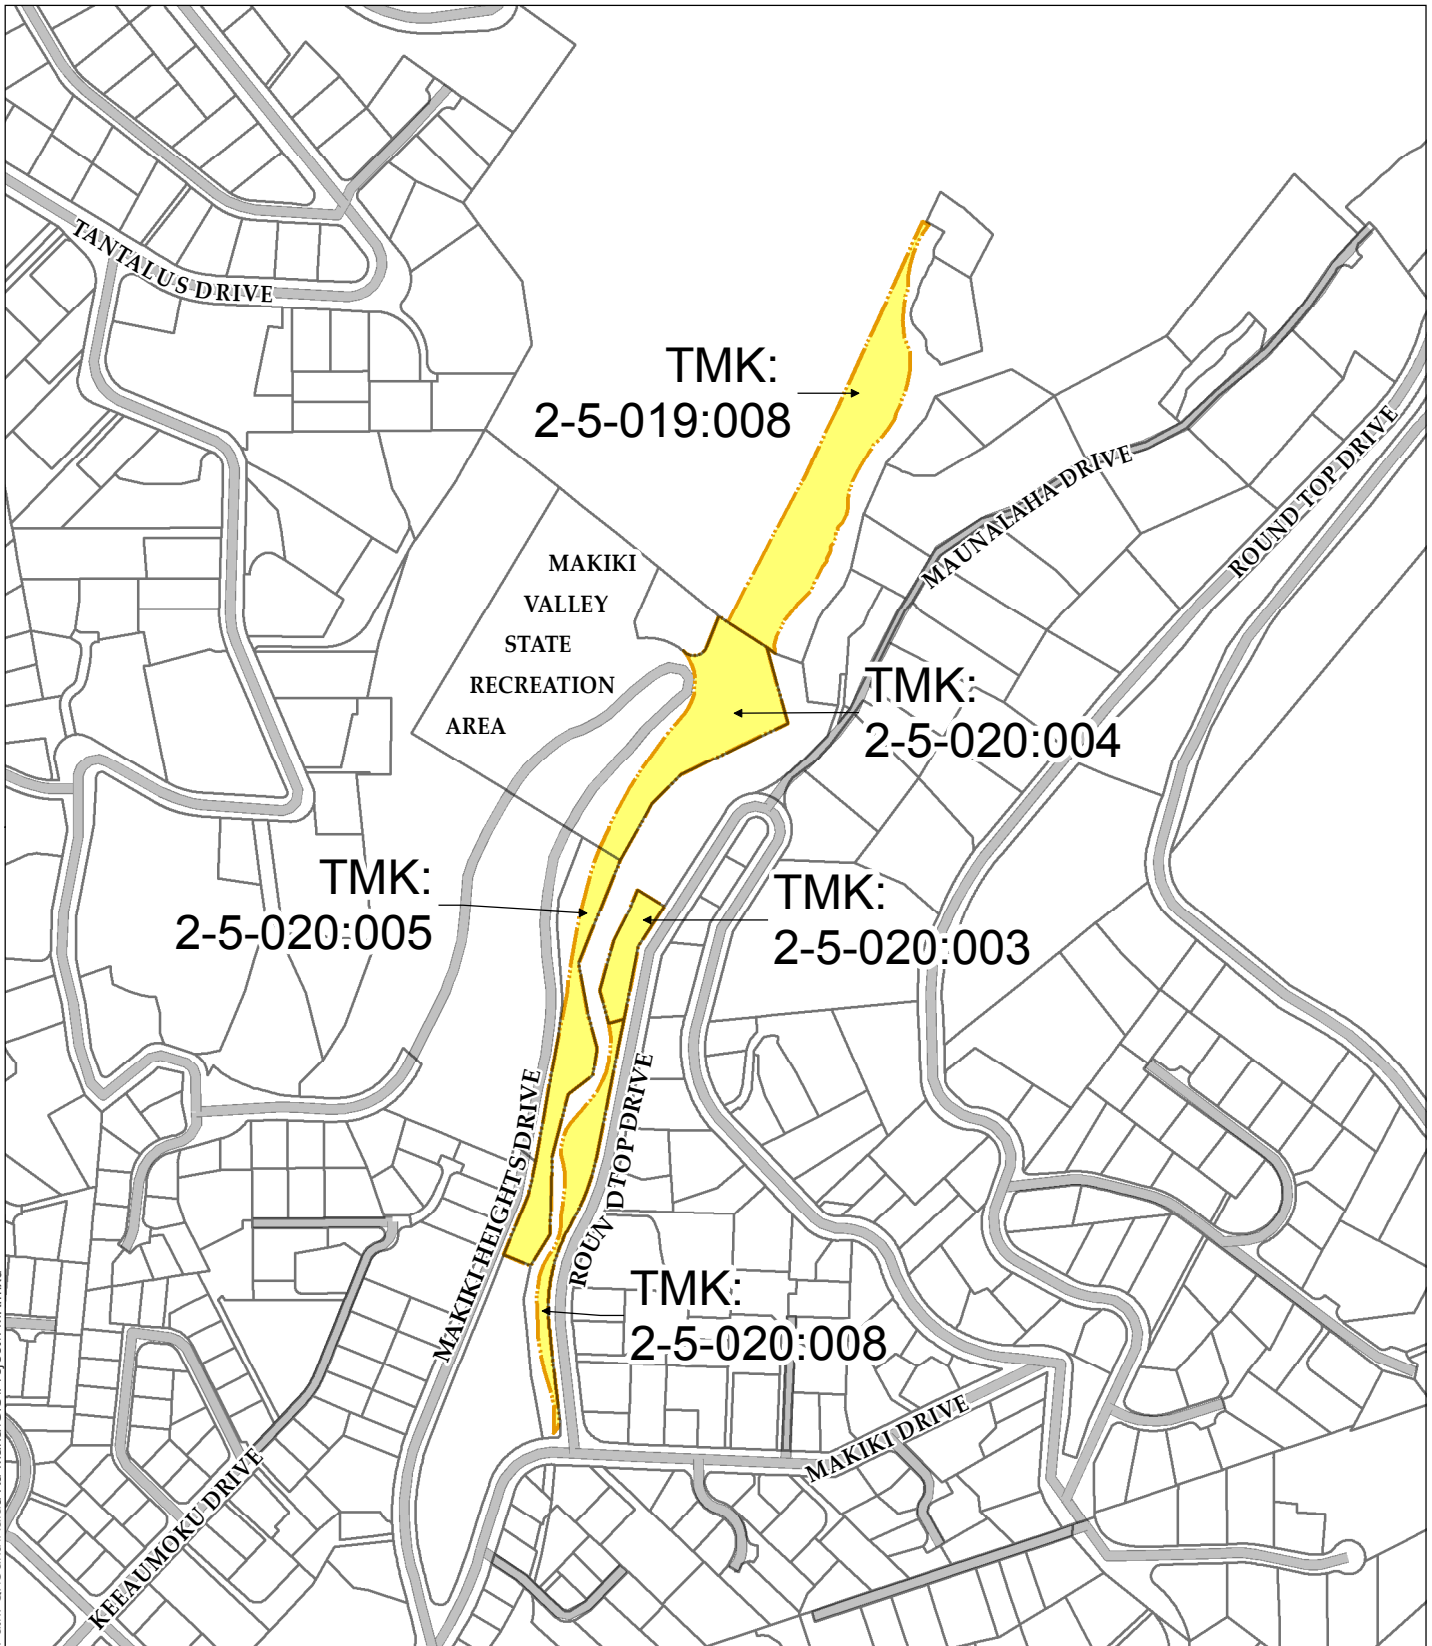 TANTALUS DRIVE
TMK:
2-5-019:008
MAUNALAHA DRIVE
ROUND TOP DRIVE
MAKIKI
VALLEY
STATE
RECREATION
AREA
TMK:
2-5-020:004
TMK:
2-5-020:005
TMK:
2-5-020:003
MAKIKI HEIGHTS DRIVE
ROUN D TOP DRIVE
TMK:
2-5-020:008
MAKIKI DRIVE
KEEAUMOKU DRIVE